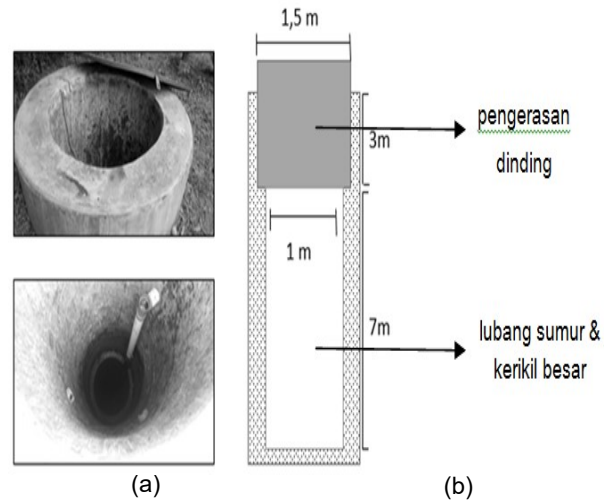 1,5 m
pengerasan
dinding
3m
1 m
7m
lubang sumur &
kerikil besar
(a)
(b)